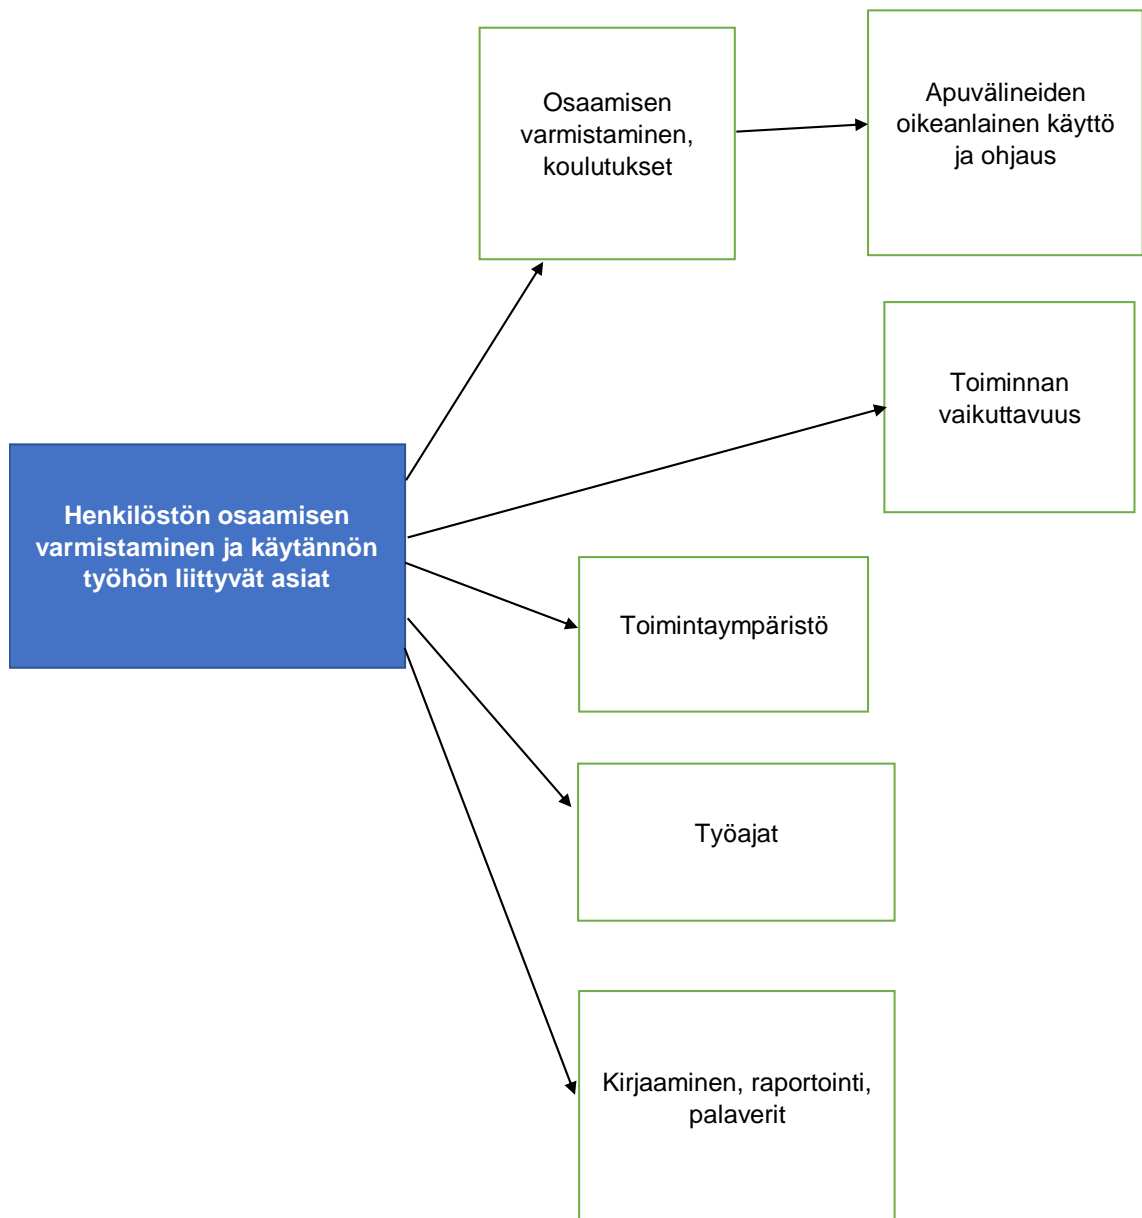 Osaamisen
varmistaminen,
koulutukset
Apuvälineiden
oikeanlainen käyttö
ja ohjaus
Toiminnan
vaikuttavuus
Henkilöstön osaamisen
varmistaminen ja käytännön
työhön liittyvät asiat
Toimintaympäristö
Työajat
Kirjaaminen, raportointi,
palaverit